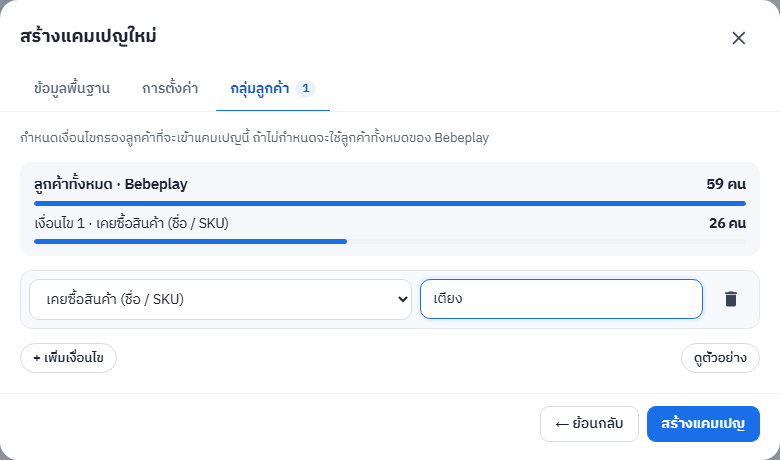 สร้างแคมเปญใหม่
ข้อมูลพื้นฐาน การตั้งค่า กลุ่มลูกค้า 1
กำหนดเงื่อนไขกรองลูกค้าที่จะเข้าแคมเปญนี้ ถ้าไม่กำหนดจะใช้ลูกค้าทั้งหมดของ Bebeplay
ลูกค้าทั้งหมด · Bebeplay 59 คน
เงื่อนไข 1 · เคยซื้อสินค้า (ชื่อ / SKU) 26 คน
เคยซื้อสินค้า (ชื่อ / SKU) เตียง
+ เพิ่มเงื่อนไข ดูตัวอย่าง
← ย้อนกลับ สร้างแคมเปญ